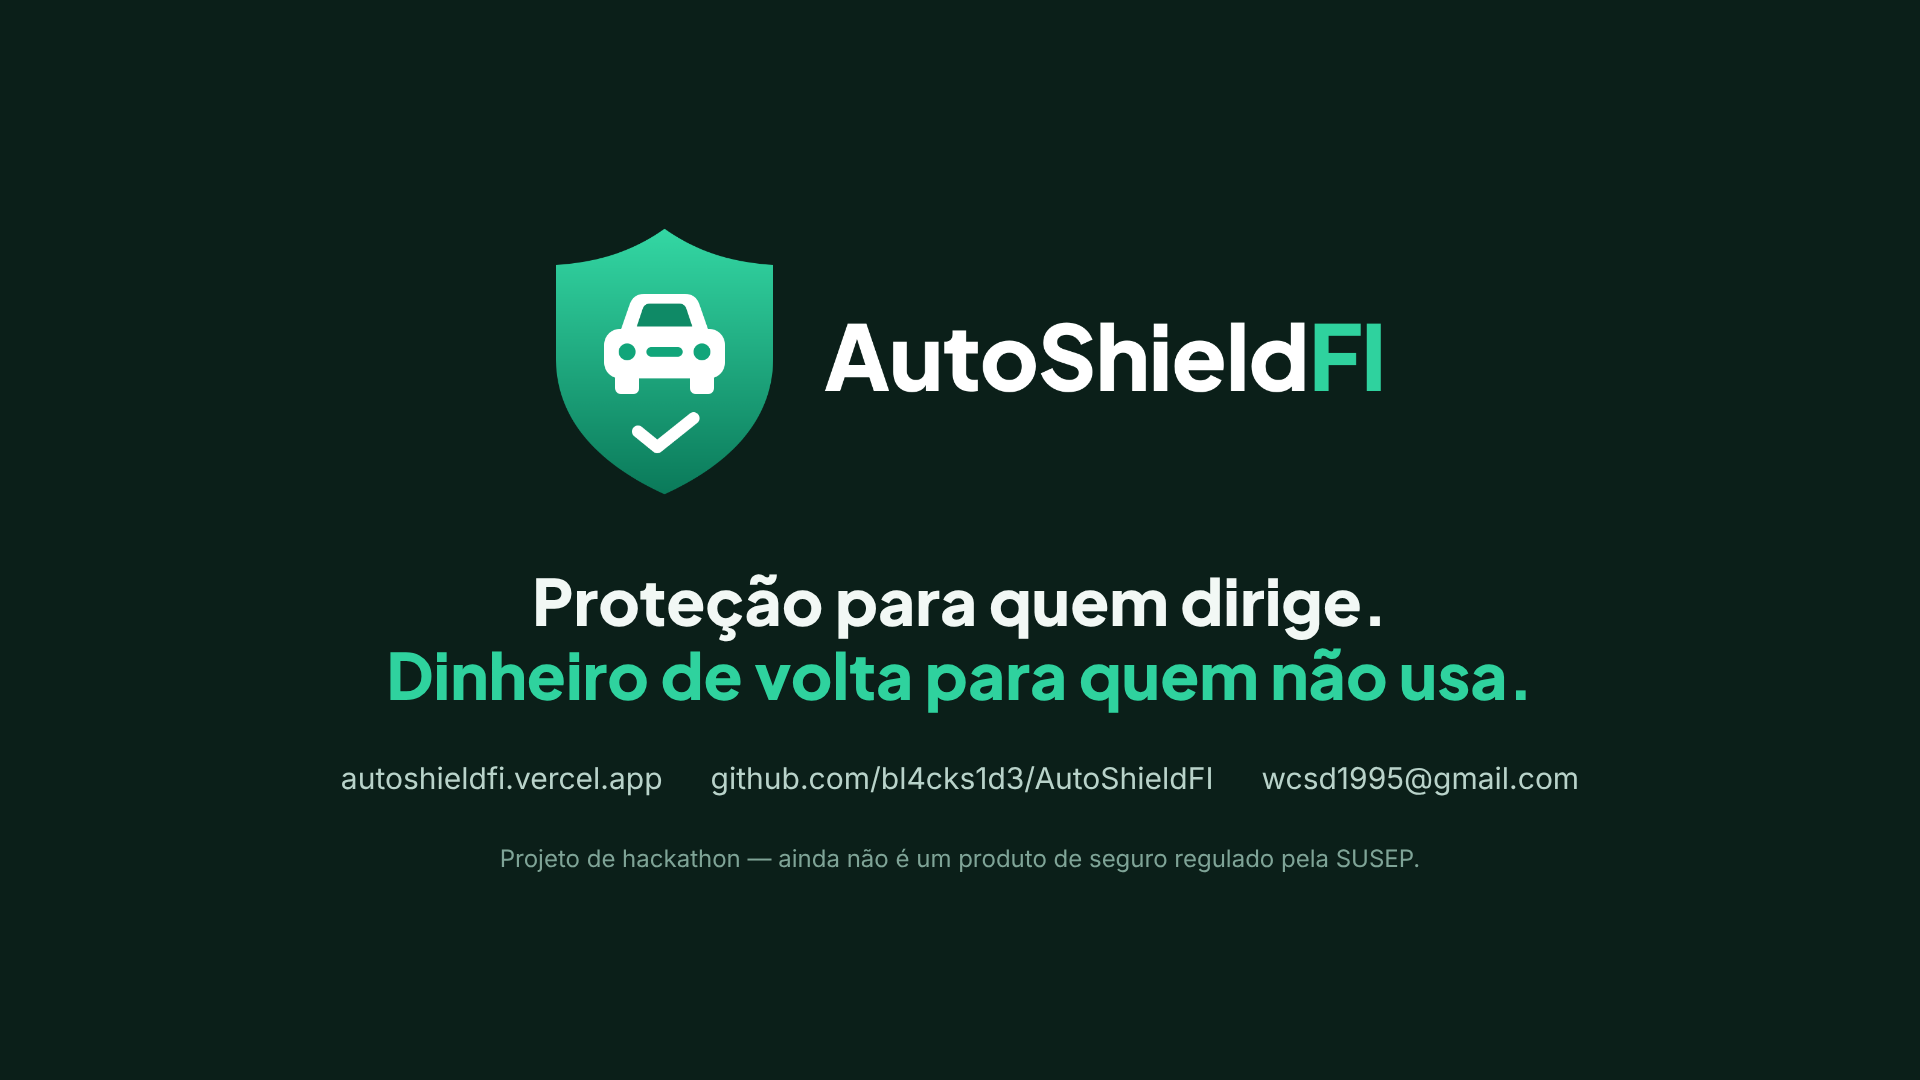 AutoShieldFI
Proteção para quem dirige.
Dinheiro de volta para quem não usa.
autoshieldfi.vercel.app github.com/bl4cks1d3/AutoShieldFI wcsd1995@gmail.com
Projeto de hackathon — ainda não é um produto de seguro regulado pela SUSEP.